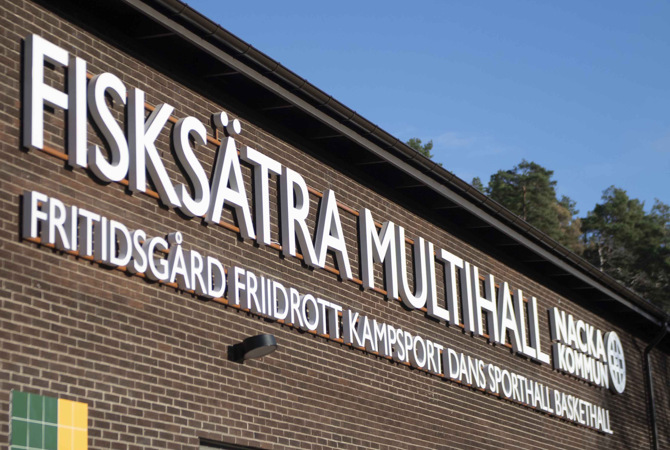 FISKSÄTRA MULTIHALL
NACKA
KOMMUN
FRITIDSGÅRD FRIIDROTT KAMPSPORT DANS SPORTHALL BASKETHALL